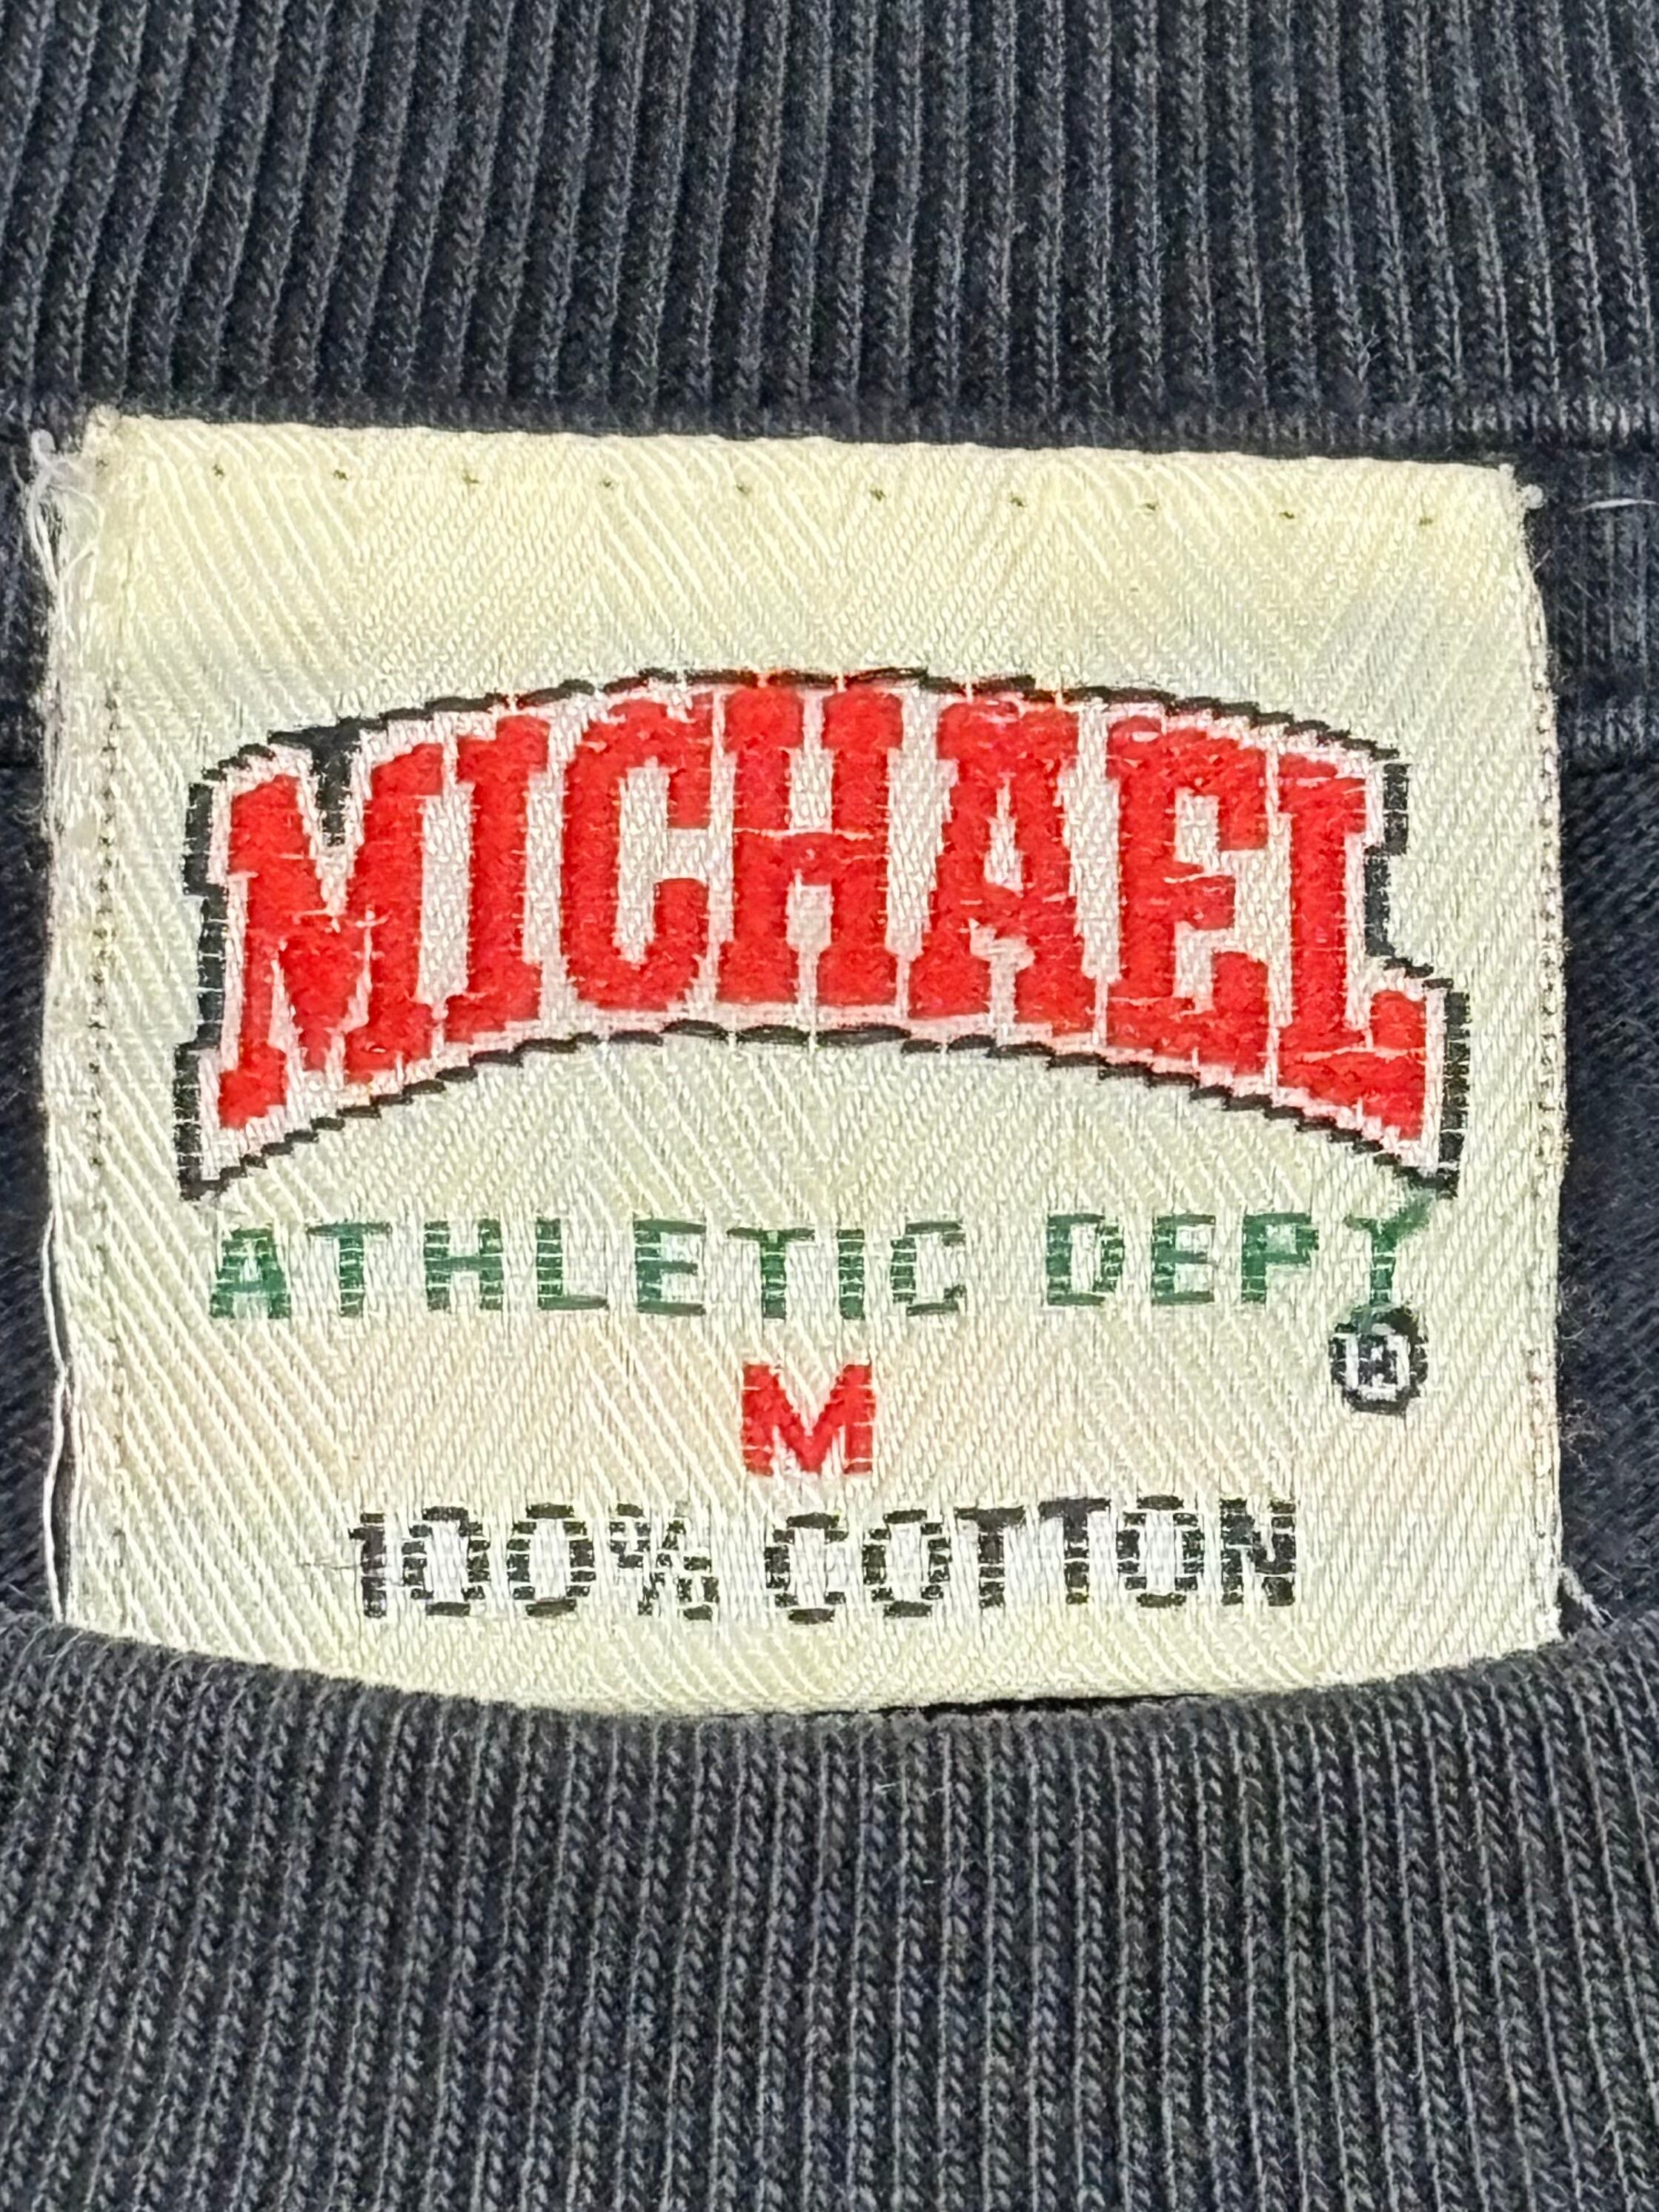 MICHAEL
ATHLETIC DEPT
®
M
100% COTTON